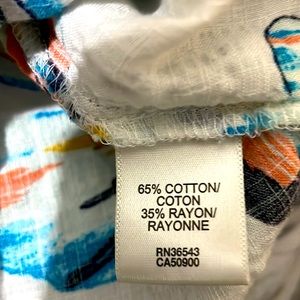 65% COTTON/
COTON
35% RAYON/
RAYONNE
RN36543
CA50900